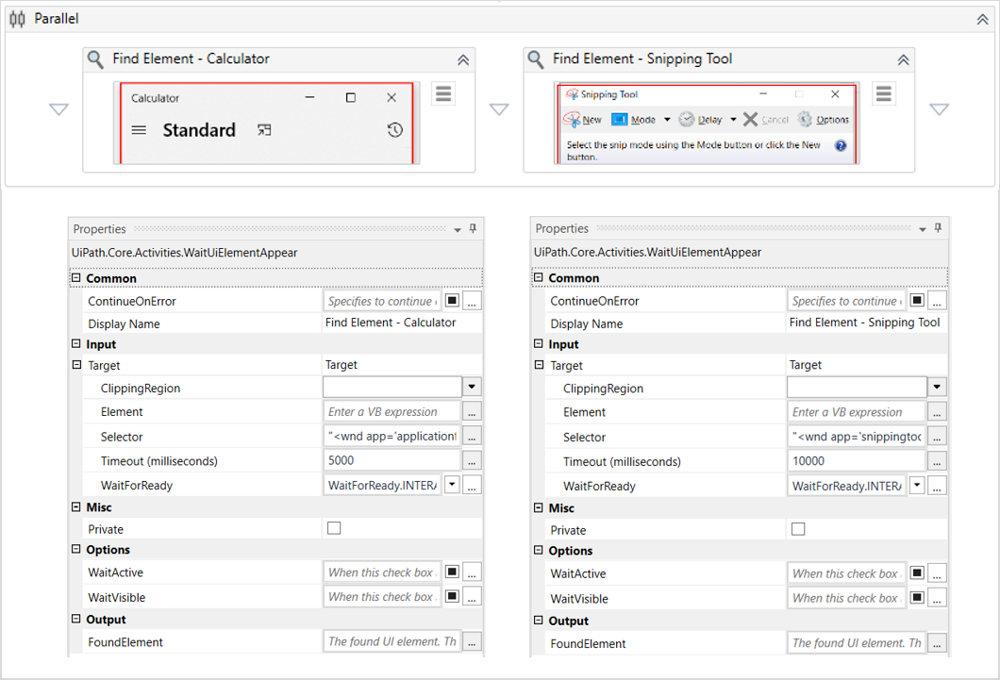 Parallel
Find Element - Calculator
Find Element - Snipping Tool
Calculator
Standard
Snipping Tool
New Mode Delay Cancel Options
Select the snip mode using the Mode button or click the New
button.
Properties
UiPath.Core.Activities.WaitUiElementAppear
Common
ContinueOnError Specifies to continue ...
Display Name Find Element - Calculator
Input
Target Target
ClippingRegion
Element Enter a VB expression ...
Selector "<wnd app='application ...
Timeout (milliseconds) 5000 ...
WaitForReady WaitForReady.INTERA ...
Misc
Private
Options
WaitActive When this check box ...
WaitVisible When this check box ...
Output
FoundElement The found UI element. Th ...
Properties
UiPath.Core.Activities.WaitUiElementAppear
Common
ContinueOnError Specifies to continue ...
Display Name Find Element - Snipping Tool
Input
Target Target
ClippingRegion
Element Enter a VB expression ...
Selector "<wnd app='snippingtoo ...
Timeout (milliseconds) 10000 ...
WaitForReady WaitForReady.INTERA ...
Misc
Private
Options
WaitActive When this check box ...
WaitVisible When this check box ...
Output
FoundElement The found UI element. Th ...